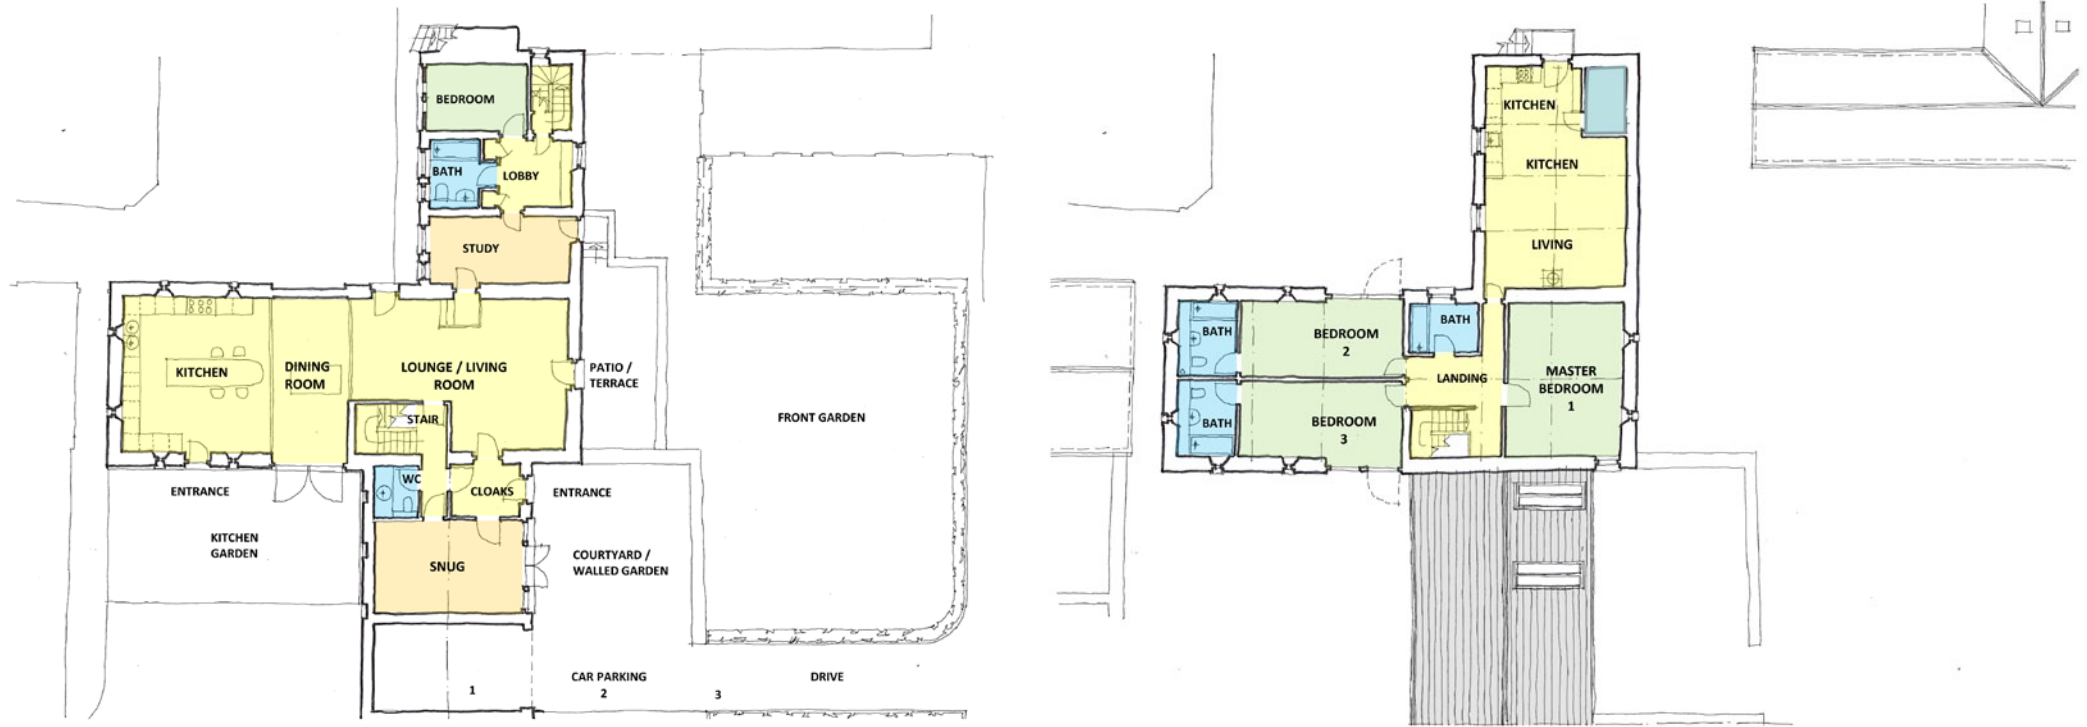 BEDROOM
BATH
LOBBY
STUDY
KITCHEN
DINING
ROOM
LOUNGE / LIVING
ROOM
PATIO /
TERRACE
STAIR
FRONT GARDEN
WC
CLOAKS
ENTRANCE
ENTRANCE
KITCHEN
GARDEN
SNUG
COURTYARD /
WALLED GARDEN
CAR PARKING
1
2
3
DRIVE
KITCHEN
KITCHEN
LIVING
BATH
BEDROOM
2
BATH
LANDING
MASTER
BEDROOM
1
BATH
BEDROOM
3